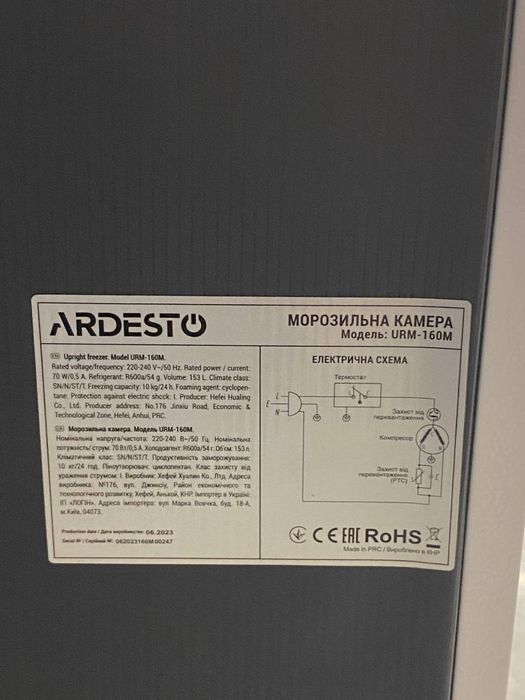 ARDESTO
МОРОЗИЛЬНА КАМЕРА
Модель: URM-160M
EN Upright freezer. Model URM-160M.
Rated voltage/frequency: 220-240 V~/50 Hz. Rated power / current:
70 W/0,5 A. Refrigerant: R600a/54 g. Volume: 153 L. Climate class:
SN/N/ST/T. Freezing capacity: 10 kg/24 h. Foaming agent: cyclopen-
tane. Protection against electric shock: I. Producer: Hefei Hualing
Co., Ltd. Producer address: No.176 Jinxiu Road, Economic &
Technological Zone, Hefei, Anhui, PRC.
Морозильна камера. Модель URM-160M.
Номінальна напруга/частота: 220-240 В~/50 Гц. Номінальна
потужність/ струм: 70 Вт/0,5 А. Холодоагент: R600a/54 г. Об'єм: 153 л.
Кліматичний клас: SN/N/ST/T. Продуктивність заморожування:
10 кг/24 год. Піноутворювач: циклопентан. Клас захисту від
ураження струмом: I. Виробник: Хефей Хуалин Ко., Лтд. Адреса
виробника: №176, вул. Джинсіу, Район економічного та
технологічного розвитку, Хефей, Аньхой, КНР. Імпортер в Україні:
ІП «ЛОГІН». Адреса імпортера: вул Марка Вовчка, буд. 18-А,
м.Київ, 04073.
Production date / Дата виробництва: 06.2023
Serial № / Серійний №: 062023160M00247
ЕЛЕКТРИЧНА СХЕМА
Термостат
L
E
N
L C
Захист від
перевантаження
Компресор
Захист від
перевантаження
(PTC)
C
CE EAC RoHS
Made in PRC / Вироблено в КНР